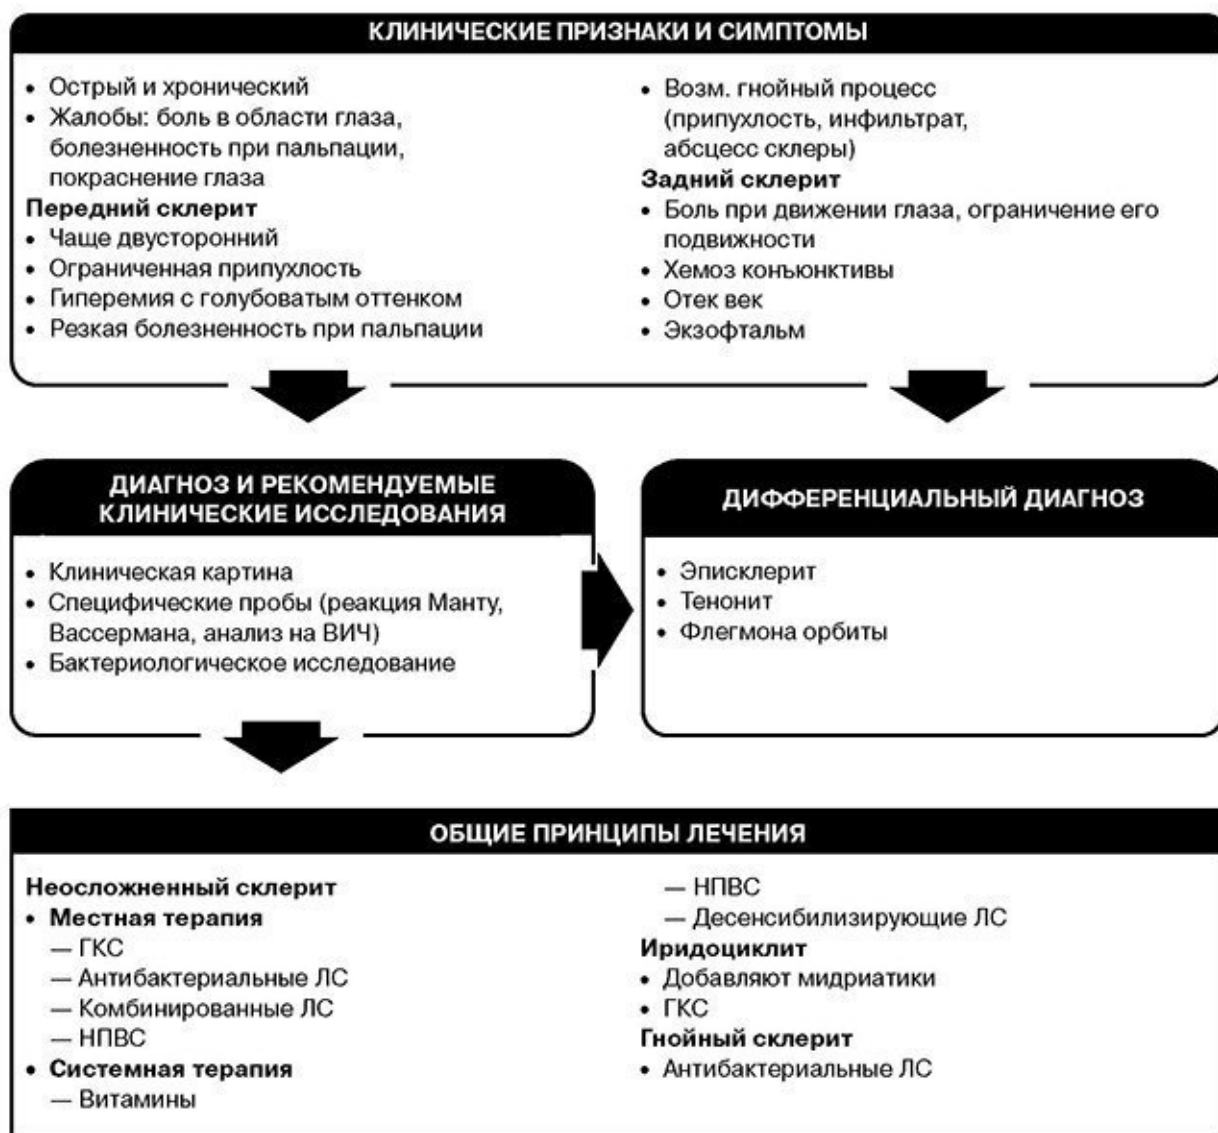 КЛИНИЧЕСКИЕ ПРИЗНАКИ И СИМПТОМЫ
• Острый и хронический
• Жалобы: боль в области глаза,
болезненность при пальпации,
покраснение глаза
Передний склерит
• Чаще двусторонний
• Ограниченная припухлость
• Гиперемия с голубоватым оттенком
• Резкая болезненность при пальпации
• Возм. гнойный процесс
(припухлость, инфильтрат,
абсцесс склеры)
Задний склерит
• Боль при движении глаза, ограничение его
подвижности
• Хемоз конъюнктивы
• Отек век
• Экзофтальм
ДИАГНОЗ И РЕКОМЕНДУЕМЫЕ
КЛИНИЧЕСКИЕ ИССЛЕДОВАНИЯ
• Клиническая картина
• Специфические пробы (реакция Манту,
Вассермана, анализ на ВИЧ)
• Бактериологическое исследование
ДИФФЕРЕНЦИАЛЬНЫЙ ДИАГНОЗ
• Эписклерит
• Тенонит
• Флегмона орбиты
ОБЩИЕ ПРИНЦИПЫ ЛЕЧЕНИЯ
Неосложненный склерит
• Местная терапия
— ГКС
— Антибактериальные ЛС
— Комбинированные ЛС
— НПВС
• Системная терапия
— Витамины
— НПВС
— Десенсибилизирующие ЛС
Иридоциклит
• Добавляют мидриатики
• ГКС
Гнойный склерит
• Антибактериальные ЛС